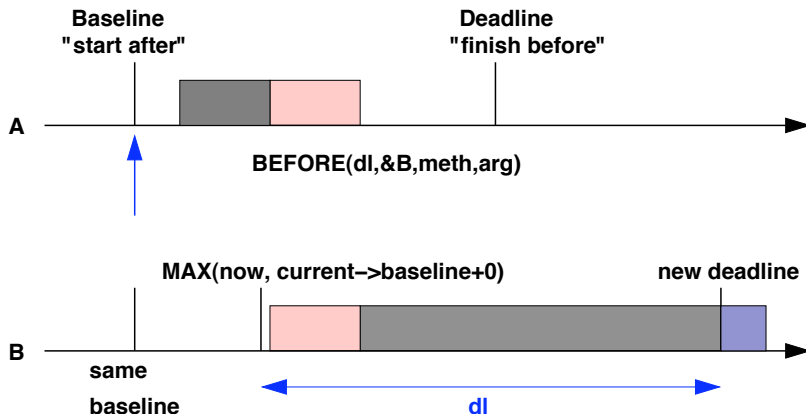 Baseline
"start after"
Deadline
"finish before"
A
BEFORE(dl,&B,meth,arg)
MAX(now, current−>baseline+0)
new deadline
B
same
baseline
dl